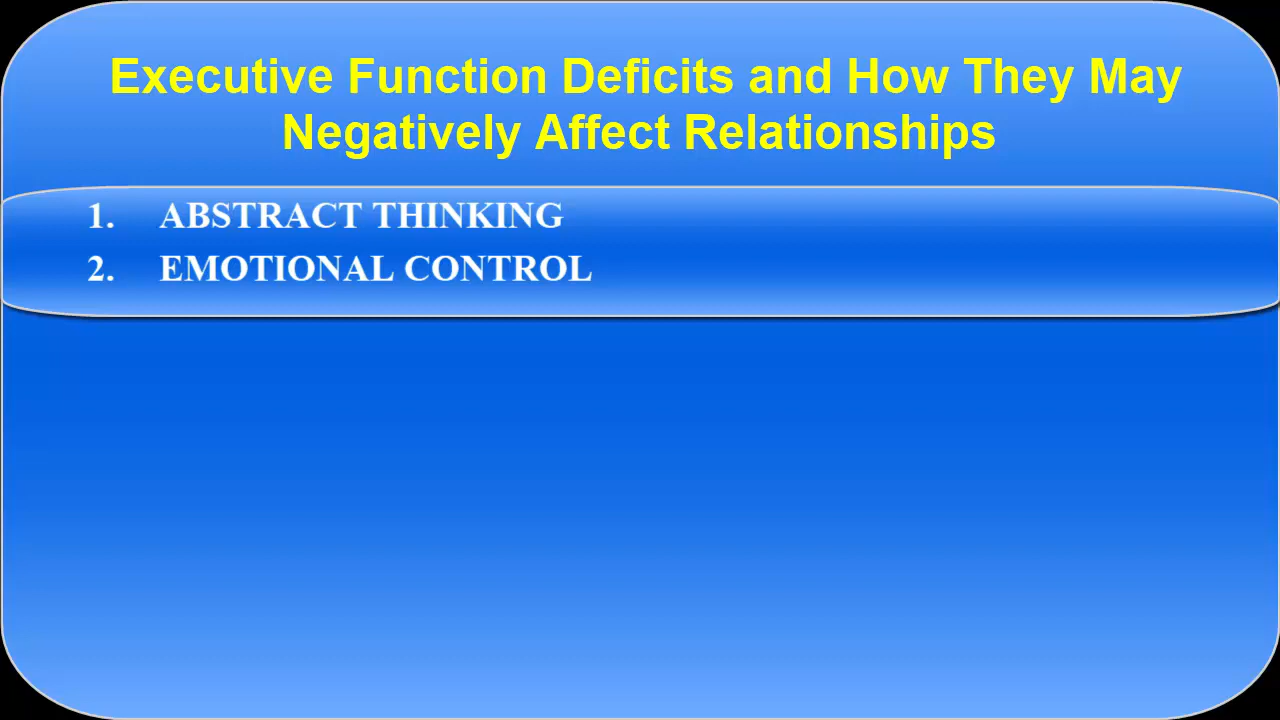 Executive Function Deficits and How They May
Negatively Affect Relationships
1. ABSTRACT THINKING
2. EMOTIONAL CONTROL